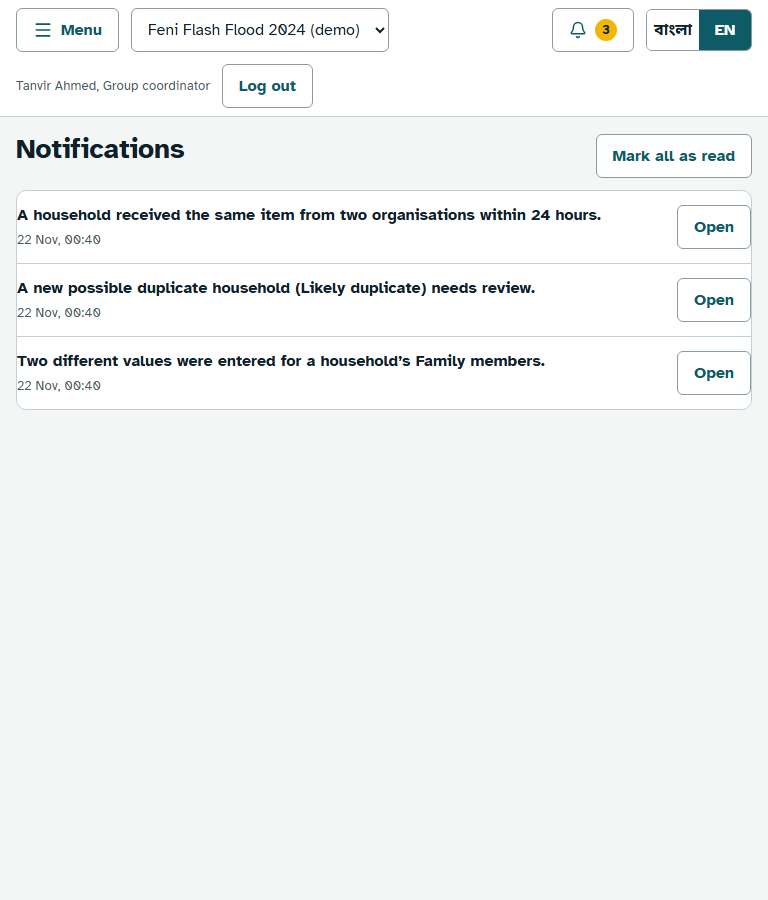 Menu
Feni Flash Flood 2024 (demo)
3
বাংলা
EN
Tanvir Ahmed, Group coordinator
Log out
Notifications
Mark all as read
A household received the same item from two organisations within 24 hours.
22 Nov, 00:40
Open
A new possible duplicate household (Likely duplicate) needs review.
22 Nov, 00:40
Open
Two different values were entered for a household’s Family members.
22 Nov, 00:40
Open